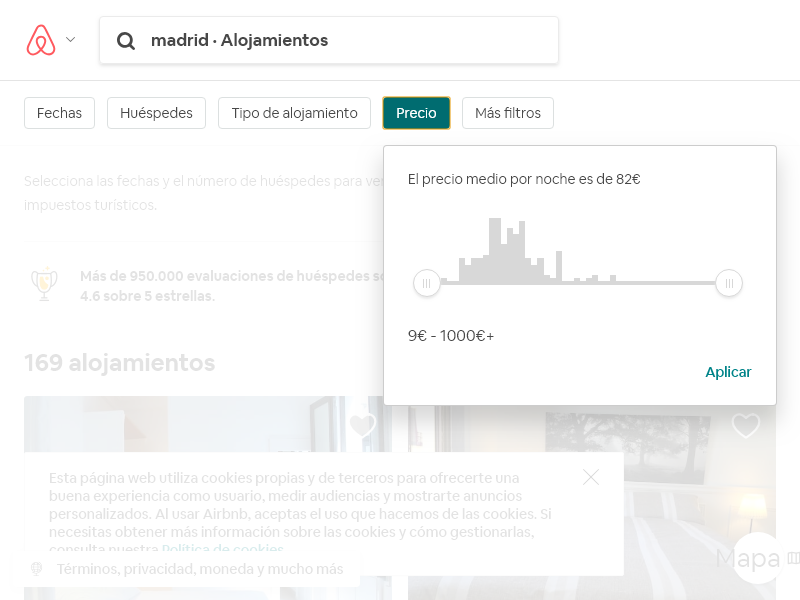 madrid · Alojamientos
Fechas
Huéspedes
Tipo de alojamiento
Precio
Más filtros
Selecciona las fechas y el número de huéspedes para ver
impuestos turísticos.
El precio medio por noche es de 82€
9€ - 1000€+
Aplicar
Más de 950.000 evaluaciones de huéspedes
4.6 sobre 5 estrellas.
169 alojamientos
Esta página web utiliza cookies propias y de terceros para ofrecerte una
buena experiencia como usuario, medir audiencias y mostrarte anuncios
personalizados. Al usar Airbnb, aceptas el uso que hacemos de las cookies. Si
necesitas obtener más información sobre las cookies y cómo gestionarlas,
consulta nuestra Política de cookies
Términos, privacidad, moneda y mucho más
Mapa